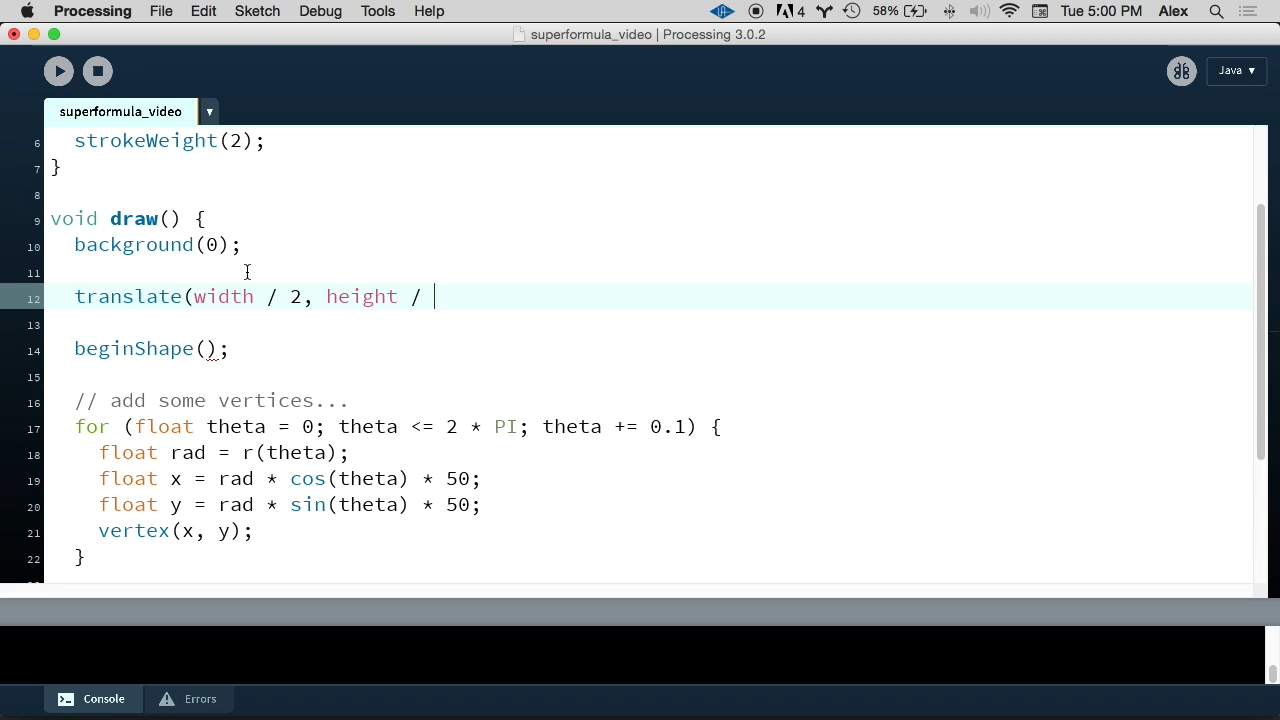 Processing File Edit Sketch Debug Tools Help 4 58% Tue 5:00 PM Alex
superformula_video | Processing 3.0.2
Java ▼
superformula_video ▼
6 strokeWeight(2);
7 }
8
9 void draw() {
10 background(0);
11
12 translate(width / 2, height /
13
14 beginShape();
15
16 // add some vertices...
17 for (float theta = 0; theta <= 2 * PI; theta += 0.1) {
18 float rad = r(theta);
19 float x = rad * cos(theta) * 50;
20 float y = rad * sin(theta) * 50;
21 vertex(x, y);
22 }
Console Errors